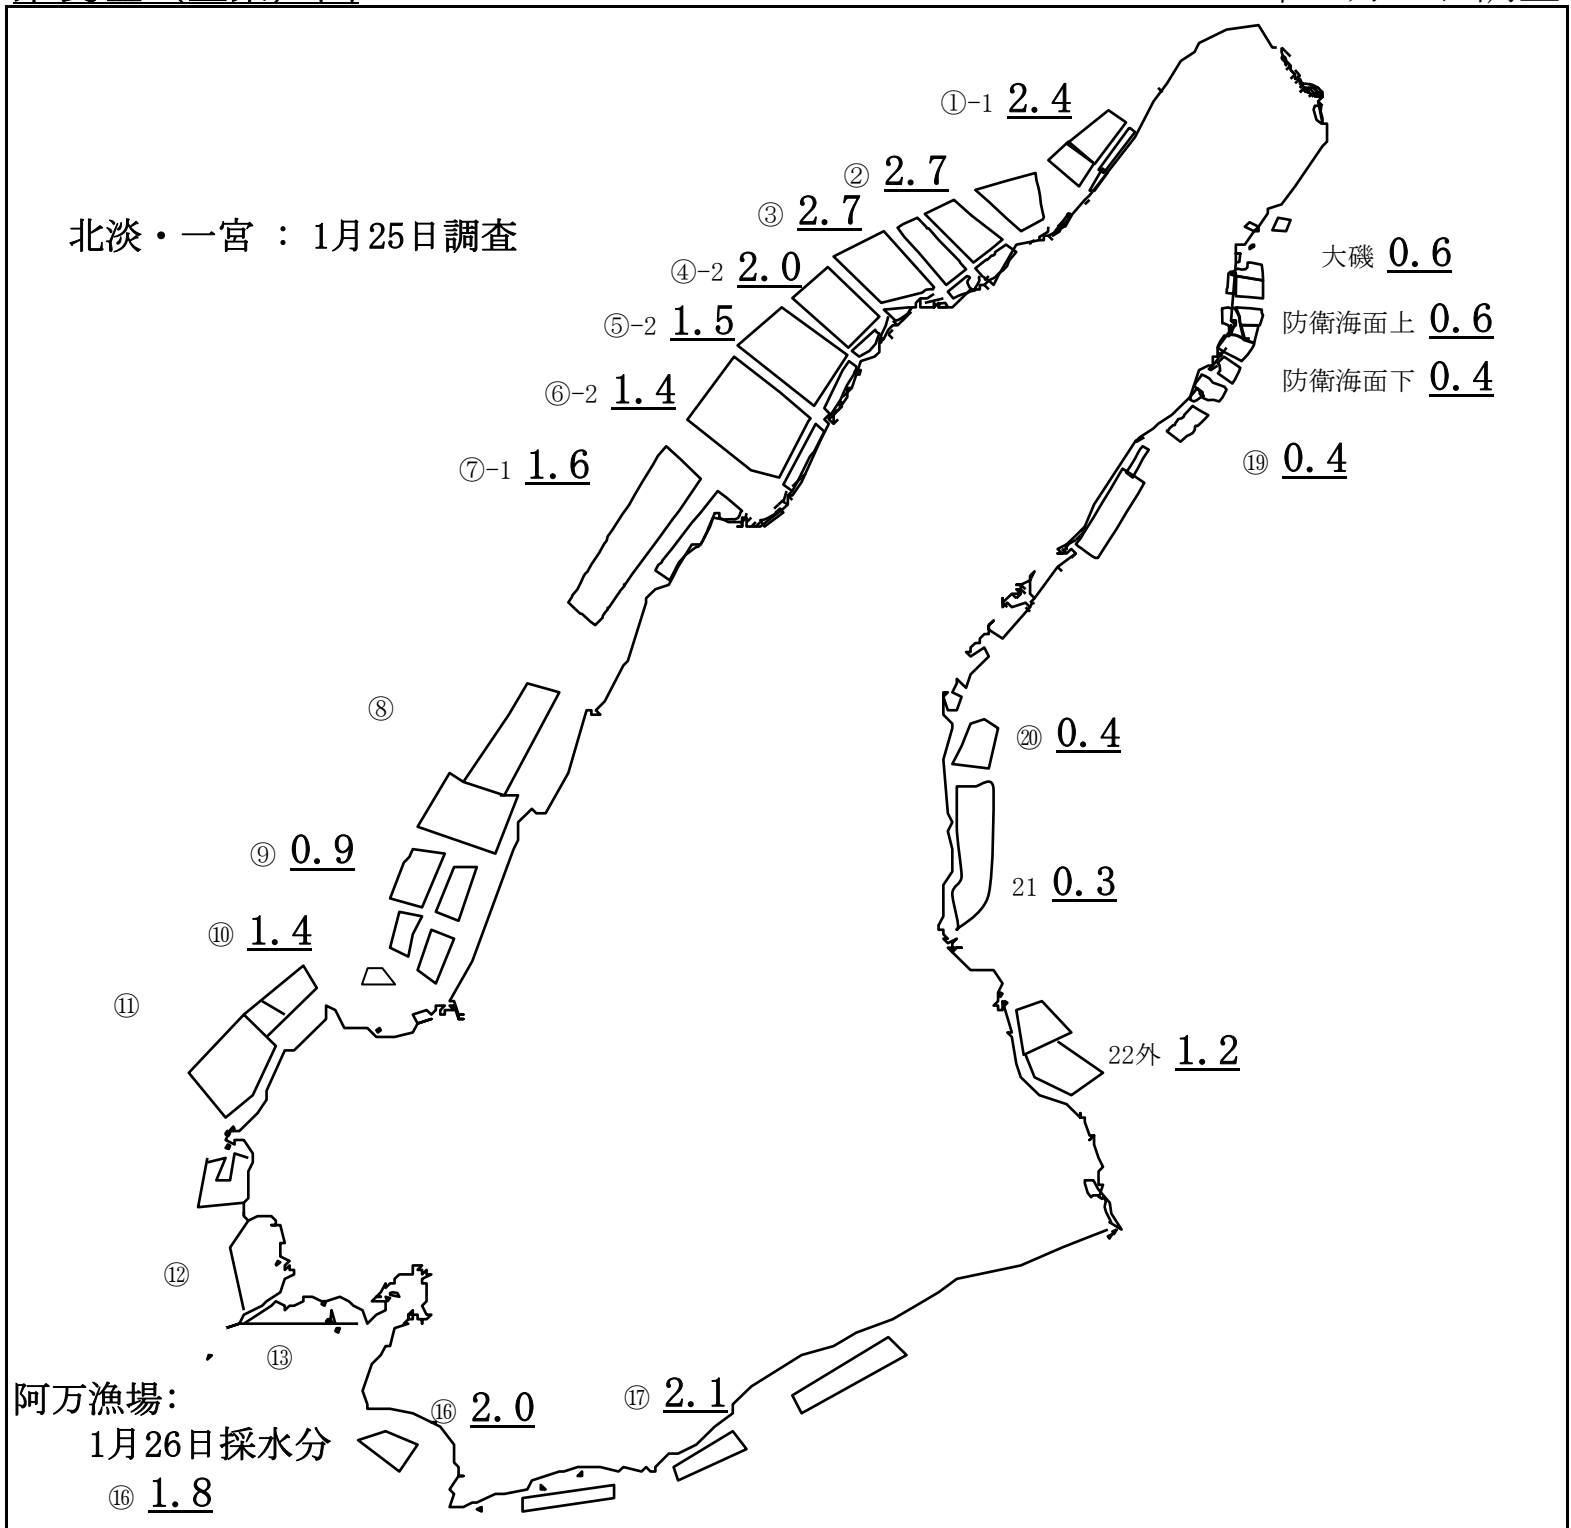 ①-1 2.4
② 2.7
③ 2.7
北淡・一宮 : 1月25日調査
④-2 2.0
大磯 0.6
⑤-2 1.5
防衛海面上 0.6
⑥-2 1.4
防衛海面下 0.4
⑦-1 1.6
⑲ 0.4
⑧
⑳ 0.4
⑨ 0.9
21 0.3
⑩ 1.4
⑪
22外 1.2
⑫
⑬
阿万漁場:
1月26日採水分
⑯ 1.8
⑯ 2.0
⑰ 2.1